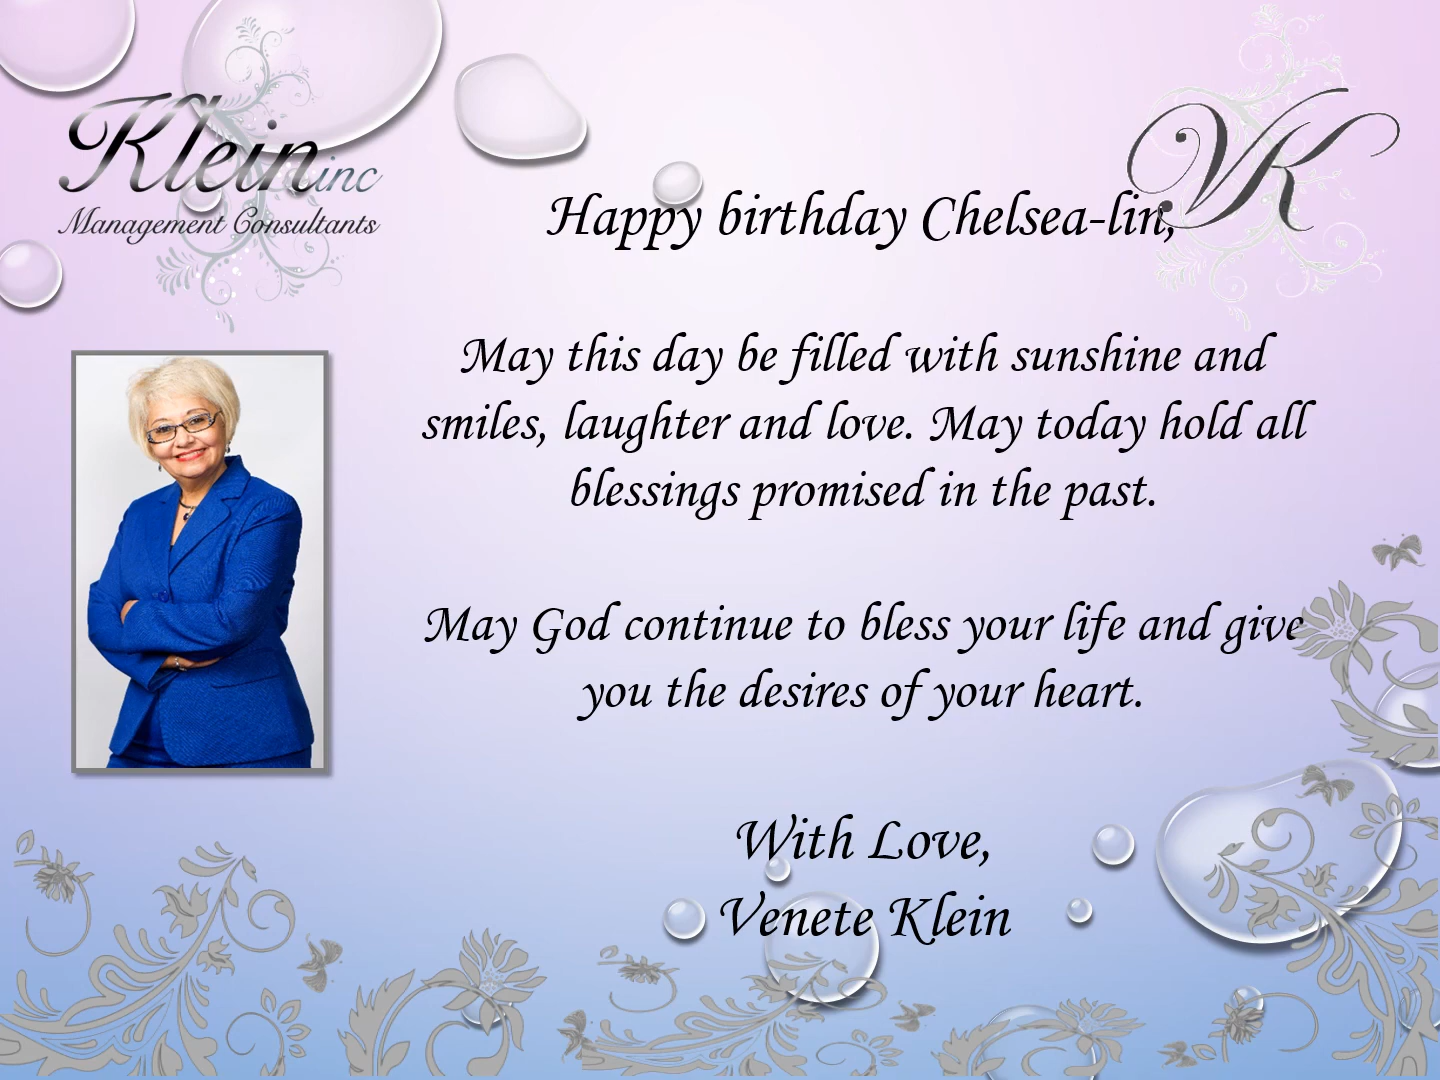 Klein inc
Management Consultants
VK
Happy birthday Chelsea-lin,
May this day be filled with sunshine and
smiles, laughter and love. May today hold all
blessings promised in the past.
May God continue to bless your life and give
you the desires of your heart.
With Love,
Venete Klein